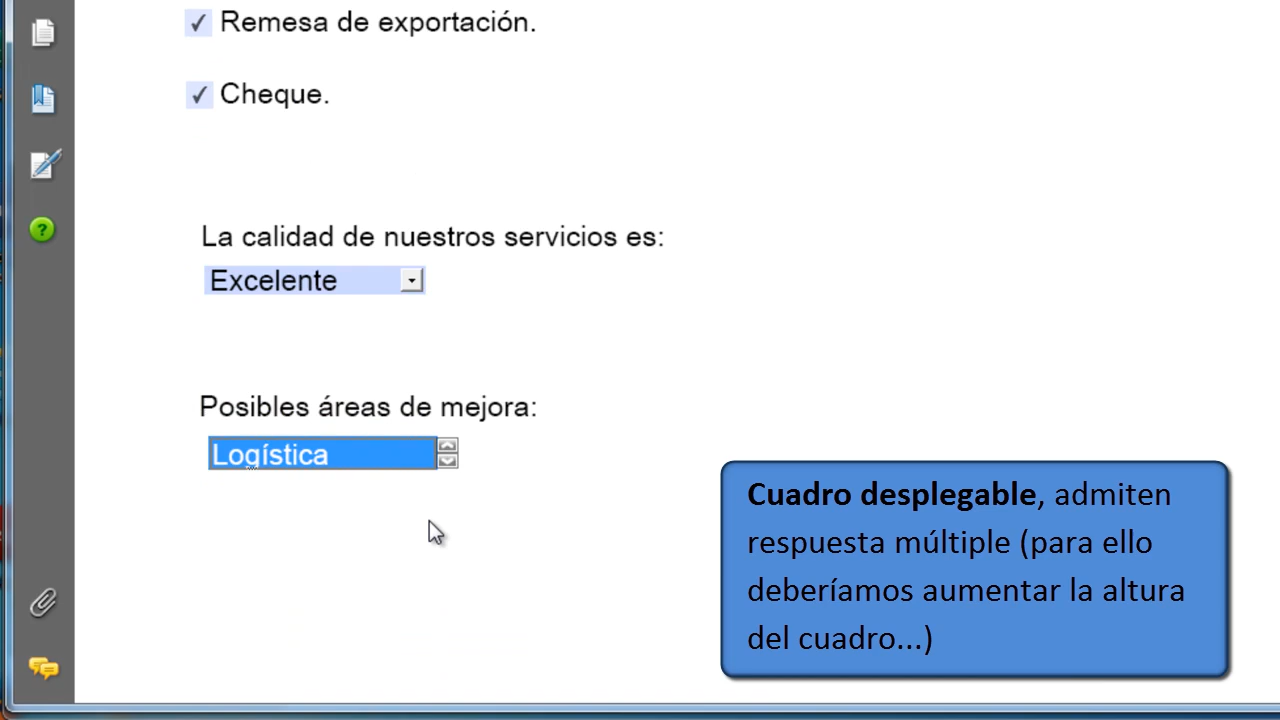 Remesa de exportación.
Cheque.
La calidad de nuestros servicios es:
Excelente
Posibles áreas de mejora:
Logística
Cuadro desplegable, admiten
respuesta múltiple (para ello
deberíamos aumentar la altura
del cuadro...)